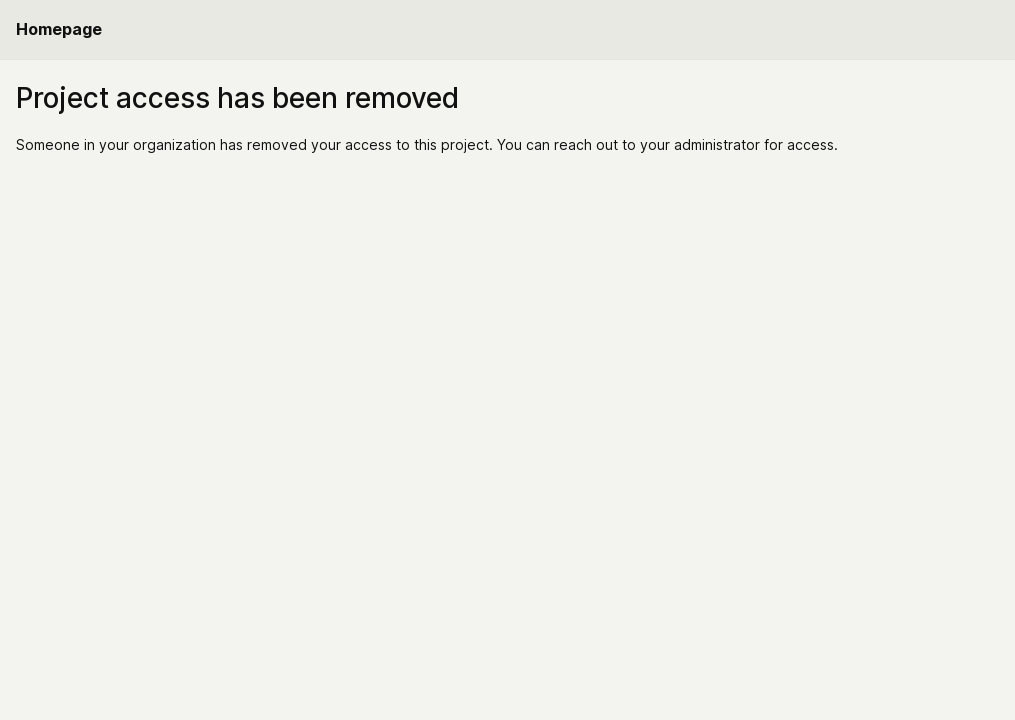 Homepage
Project access has been removed
Someone in your organization has removed your access to this project. You can reach out to your administrator for access.